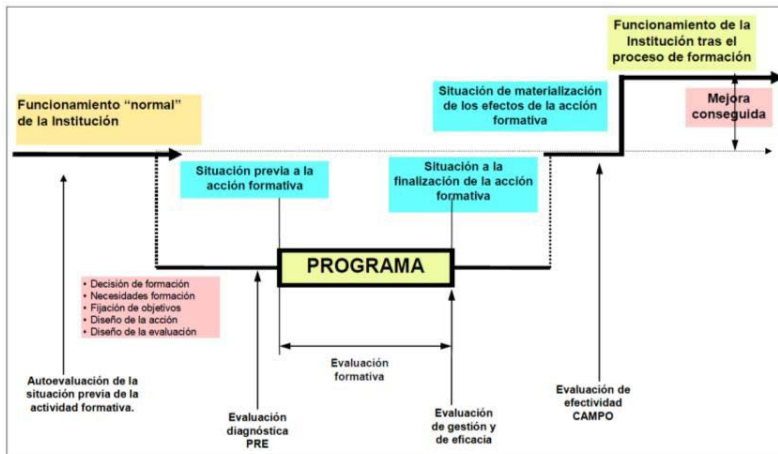 Funcionamiento de la
Institución tras el
proceso de formación
Funcionamiento "normal"
de la Institución
Situación de materialización
de los efectos de la acción
formativa
Mejora
conseguida
Situación previa a la
acción formativa
Situación a la
finalización de la acción
formativa
PROGRAMA
• Decisión de formación
• Necesidades formación
• Fijación de objetivos
• Diseño de la acción
• Diseño de la evaluación
Evaluación
formativa
Autoevaluación de la
situación previa de la
actividad formativa.
Evaluación
diagnóstica
PRE
Evaluación
de gestión y
de eficacia
Evaluación de
efectividad
CAMPO